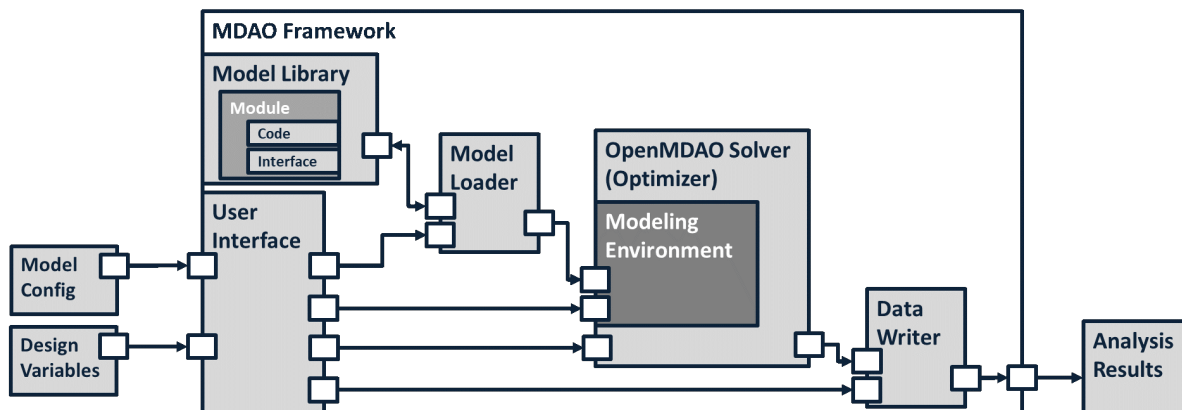 MDAO Framework
Model Library
Module
Code
Interface
Model
Loader
OpenMDAO Solver
(Optimizer)
Modeling
Environment
User
Interface
Model
Config
Design
Variables
Data
Writer
Analysis
Results